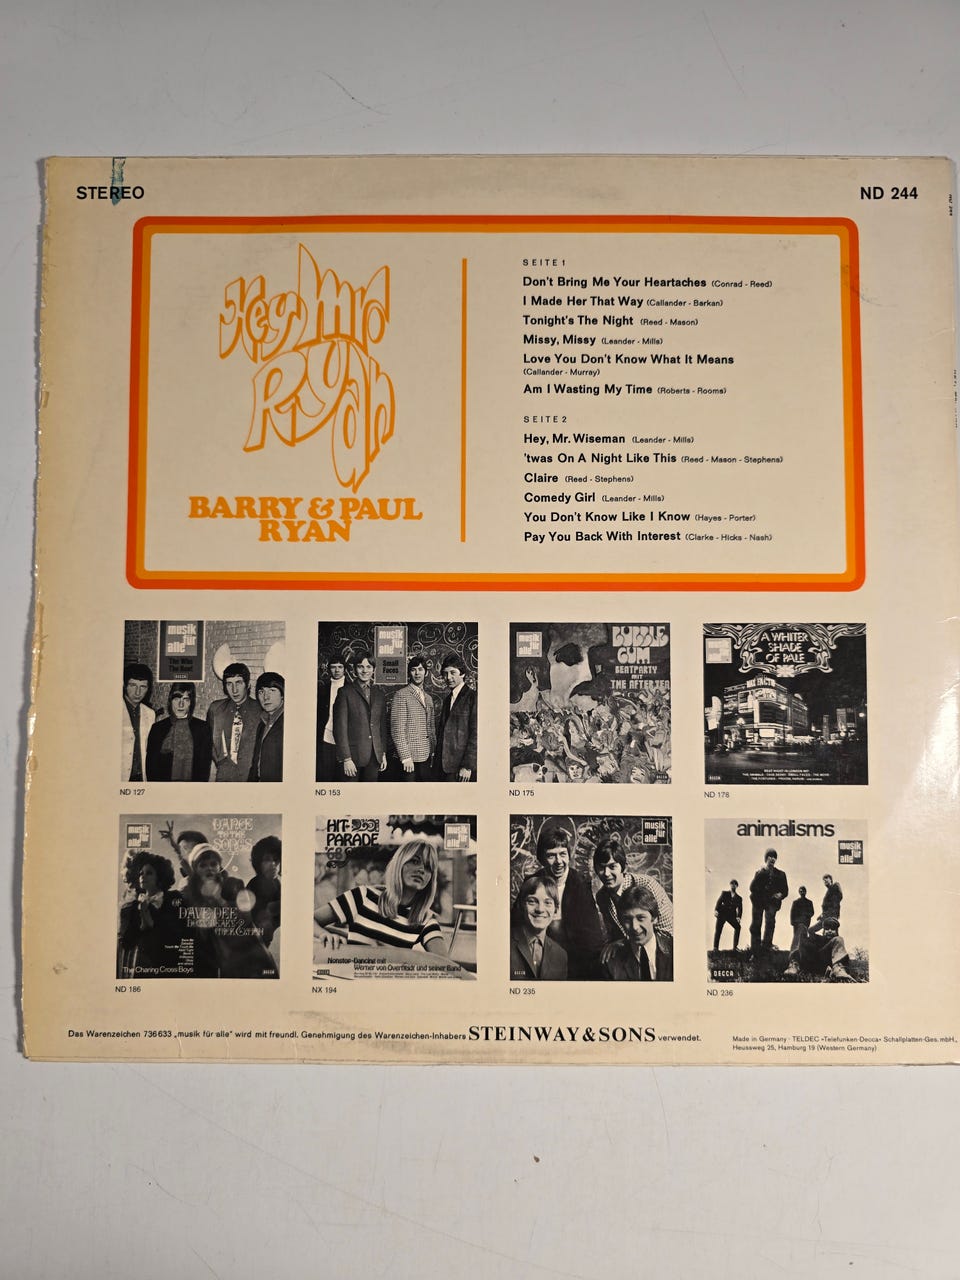 STEREO
ND 244
Hey Mr.
Ryan
BARRY & PAUL
RYAN
SEITE 1
Don't Bring Me Your Heartaches (Conrad - Reed)
I Made Her That Way (Callander - Barkan)
Tonight's The Night (Reed - Mason)
Missy, Missy (Leander - Mills)
Love You Don't Know What It Means
(Callander - Murray)
Am I Wasting My Time (Roberts - Rooms)
SEITE 2
Hey, Mr. Wiseman (Leander - Mills)
'twas On A Night Like This (Reed - Mason - Stephens)
Claire (Reed - Stephens)
Comedy Girl (Leander - Mills)
You Don't Know Like I Know (Hayes - Porter)
Pay You Back With Interest (Clarke - Hicks - Nash)
musik
für
alle
The Who
The Beat
ND 127
musik
für
alle
Small
Faces
ND 153
BUBBLE
GUM
BEATPARTY
MIT
THE AFTERTEA
ND 175
A WHITER
SHADE
OF PALE
DECCA
ND 178
musik
für
alle
DANCE
TO THE
SONGS
OF
DAVE DEE
The Charing Cross Boys
ND 186
HIT-
PARADE
'68
musik
für
alle
Nonstop-Dancing mit
Werner von Overheidt und seiner Band
NX 194
musik
für
alle
ND 235
animalisms
musik
für
alle
DECCA
ND 236
Das Warenzeichen 736633 „musik für alle" wird mit freundl. Genehmigung des Warenzeichen-Inhabers STEINWAY & SONS verwendet.
Made in Germany · TELDEC »Telefunken-Decca« Schallplatten-Ges. mbH.,
Heussweg 25, Hamburg 19 (Western Germany)